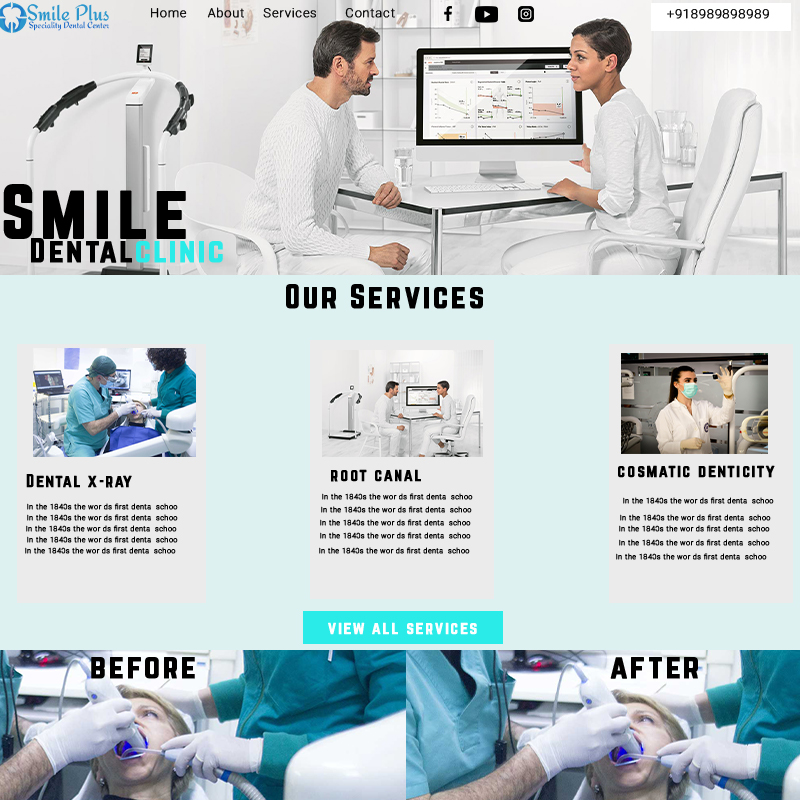 Smile Plus
Speciality Dental Center
Home About Services Contact
+918989898989
SMILE
DENTALCLINIC
OUR SERVICES
DENTAL X-RAY
In the 1840s the wor ds first denta schoo
In the 1840s the wor ds first denta schoo
In the 1840s the wor ds first denta schoo
In the 1840s the wor ds first denta schoo
In the 1840s the wor ds first denta schoo
ROOT CANAL
In the 1840s the wor ds first denta schoo
In the 1840s the wor ds first denta schoo
In the 1840s the wor ds first denta schoo
In the 1840s the wor ds first denta schoo
In the 1840s the wor ds first denta schoo
COSMATIC DENTICITY
In the 1840s the wor ds first denta schoo
In the 1840s the wor ds first denta schoo
In the 1840s the wor ds first denta schoo
In the 1840s the wor ds first denta schoo
In the 1840s the wor ds first denta schoo
VIEW ALL SERVICES
BEFORE
AFTER